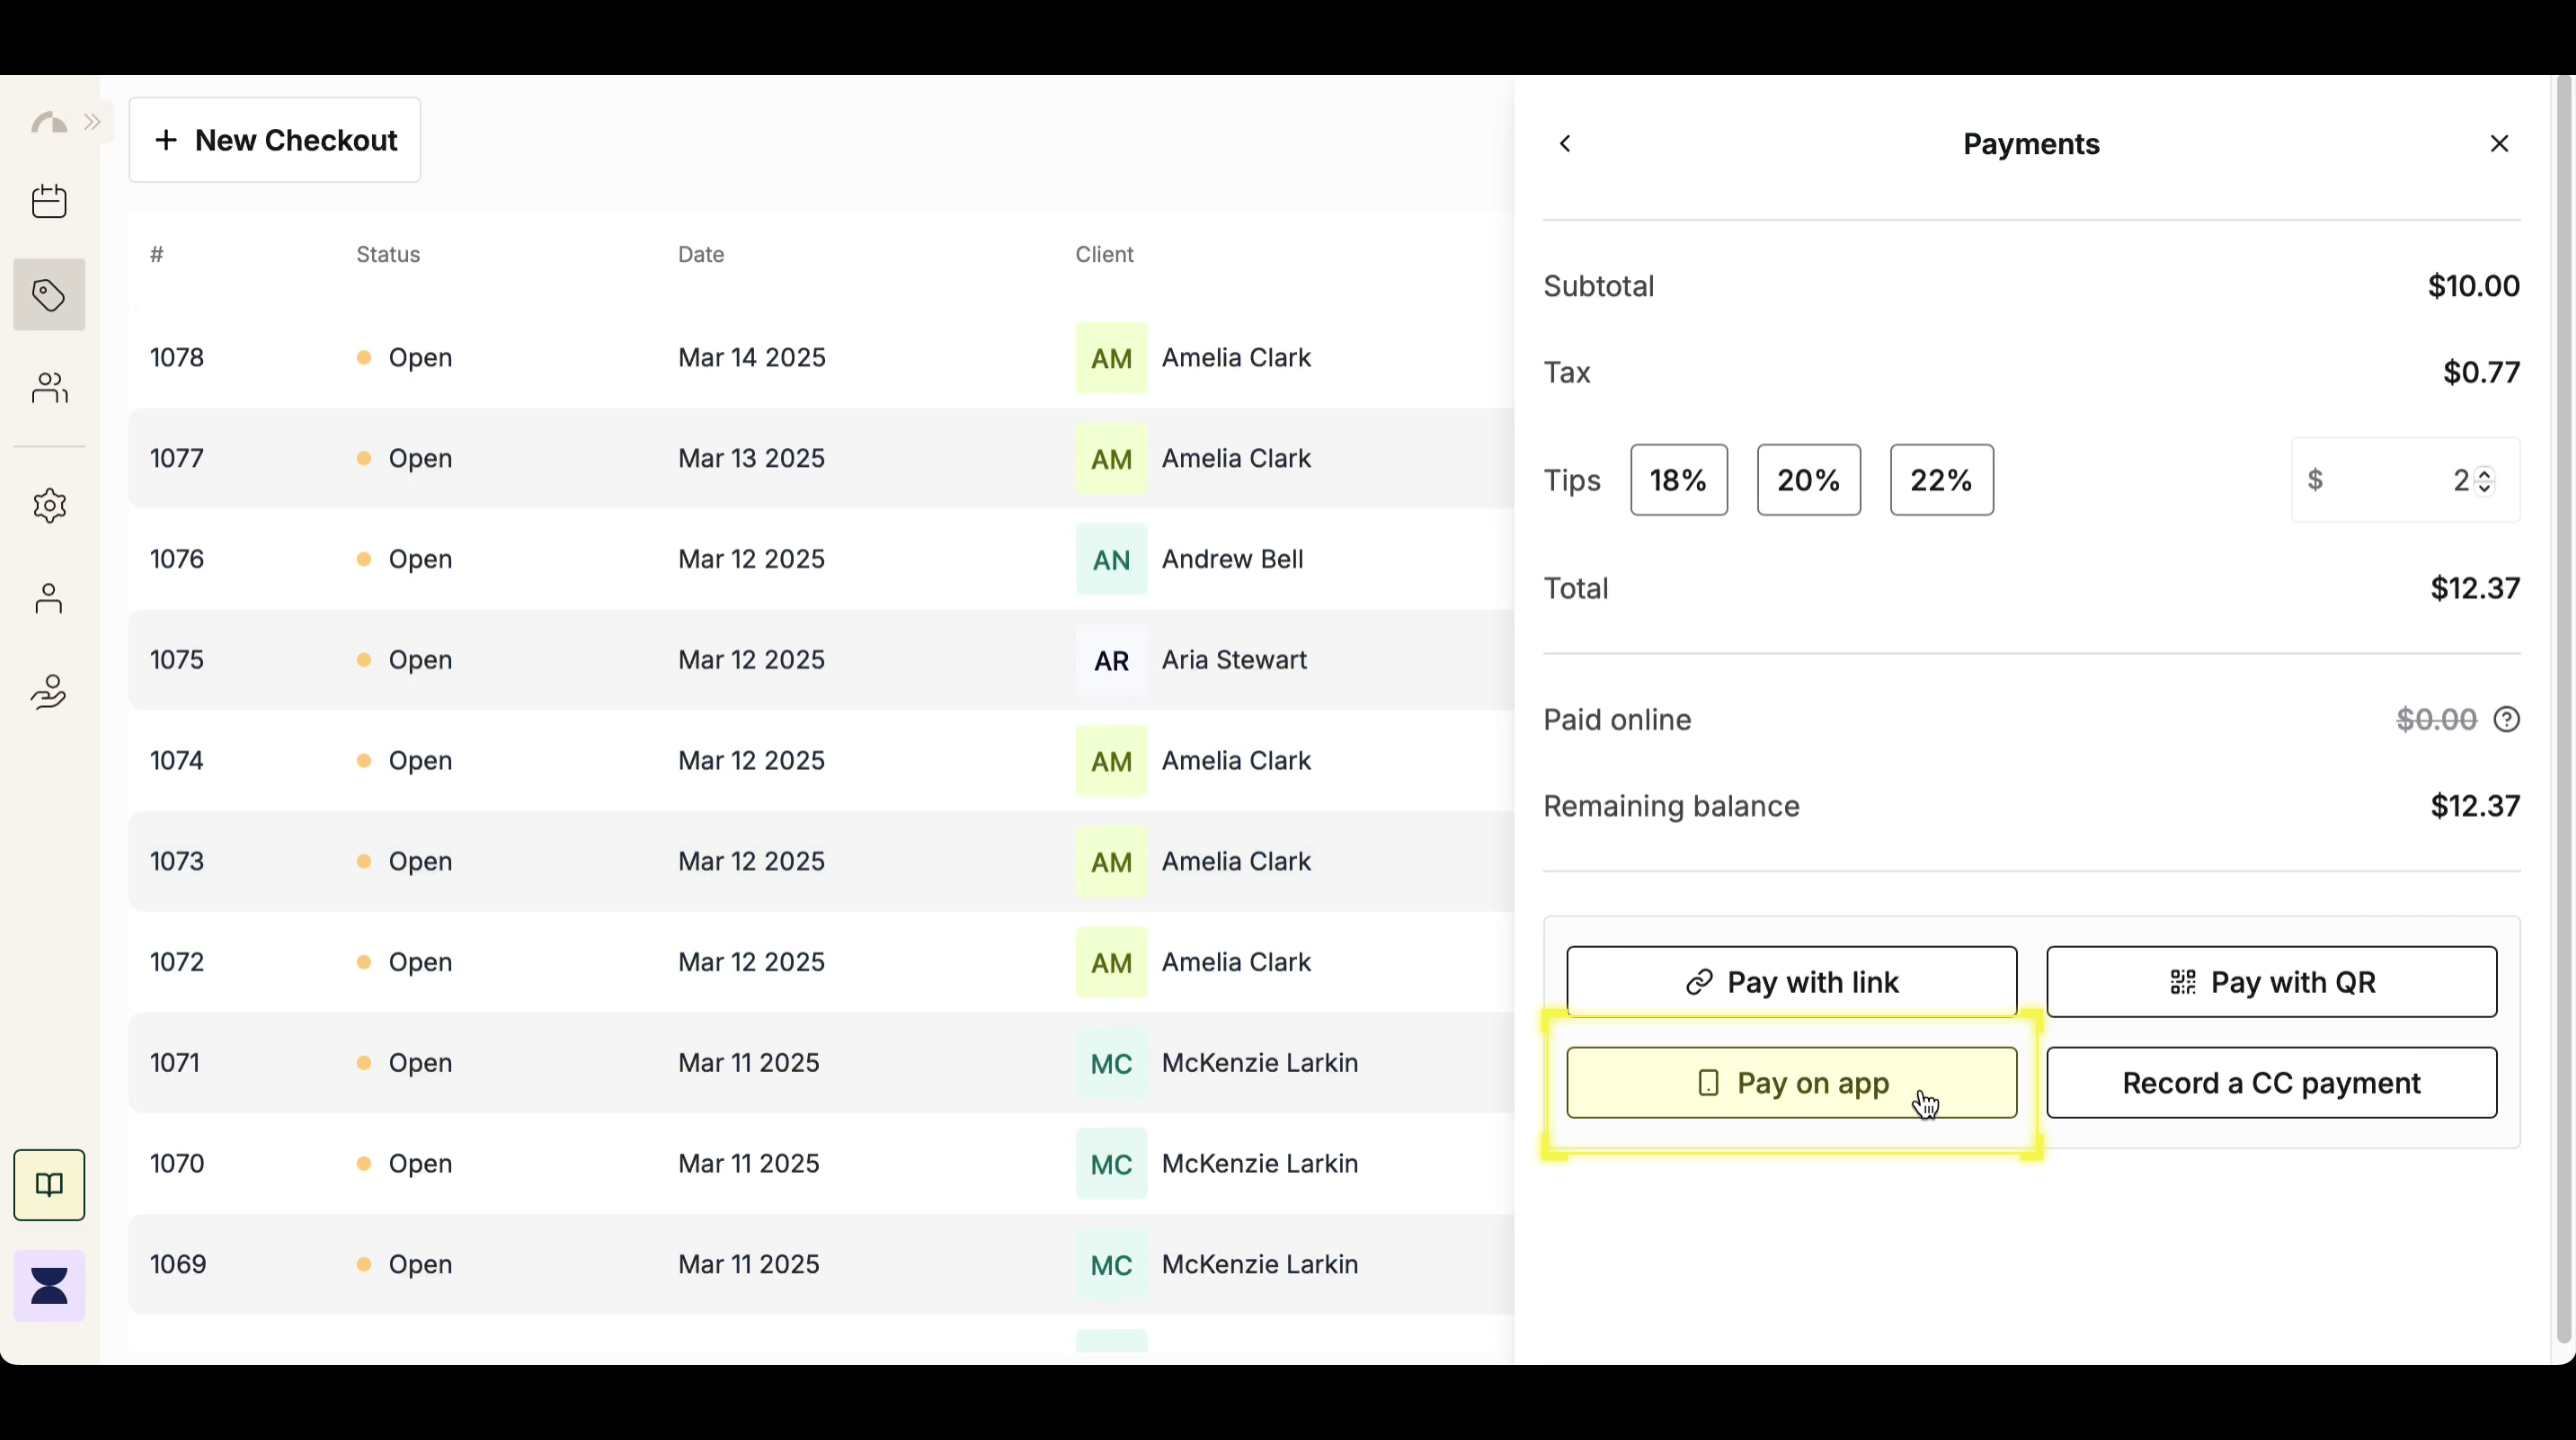 + New Checkout
# Status Date Client
1078 Open Mar 14 2025 AM Amelia Clark
1077 Open Mar 13 2025 AM Amelia Clark
1076 Open Mar 12 2025 AN Andrew Bell
1075 Open Mar 12 2025 AR Aria Stewart
1074 Open Mar 12 2025 AM Amelia Clark
1073 Open Mar 12 2025 AM Amelia Clark
1072 Open Mar 12 2025 AM Amelia Clark
1071 Open Mar 11 2025 MC McKenzie Larkin
1070 Open Mar 11 2025 MC McKenzie Larkin
1069 Open Mar 11 2025 MC McKenzie Larkin
Payments
Subtotal $10.00
Tax $0.77
Tips 18% 20% 22% $ 2
Total $12.37
Paid online $0.00
Remaining balance $12.37
Pay with link Pay with QR
Pay on app Record a CC payment